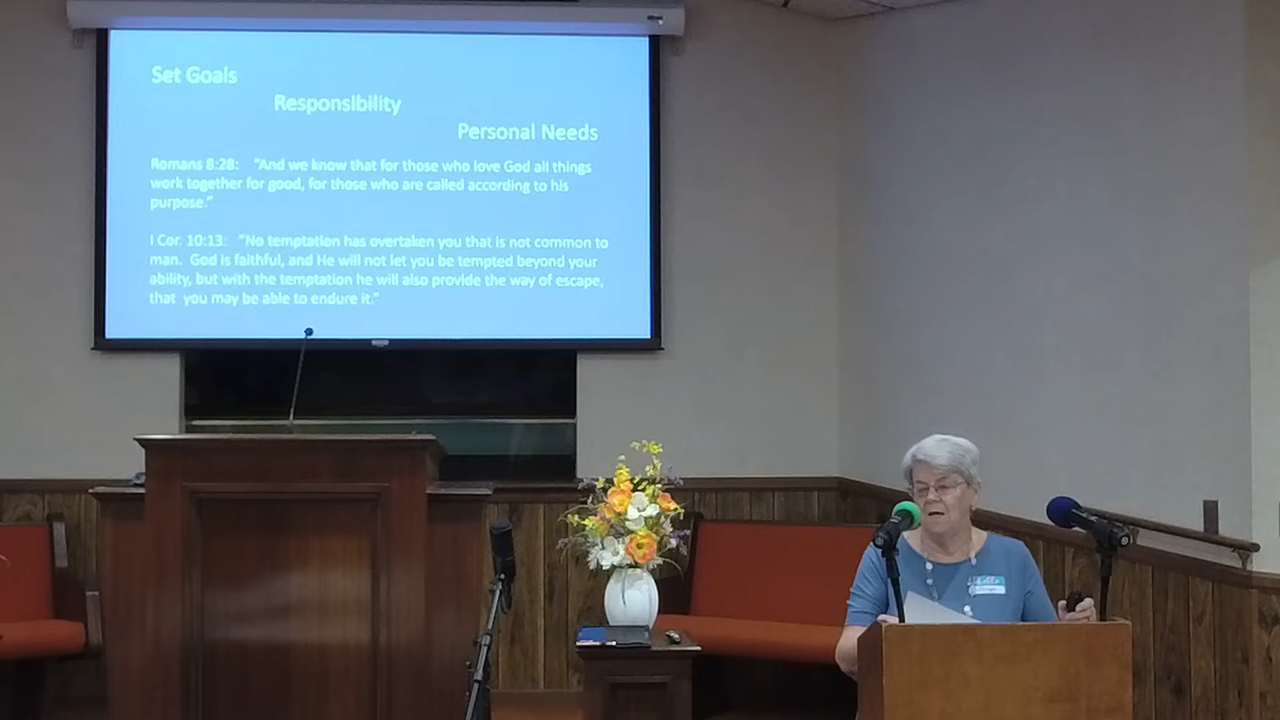 Set Goals
Responsibility
Personal Needs
Romans 8:28: "And we know that for those who love God all things
work together for good, for those who are called according to his
purpose."
I Cor. 10:13: "No temptation has overtaken you that is not common to
man. God is faithful, and He will not let you be tempted beyond your
ability, but with the temptation he will also provide the way of escape,
that you may be able to endure it."
Hello